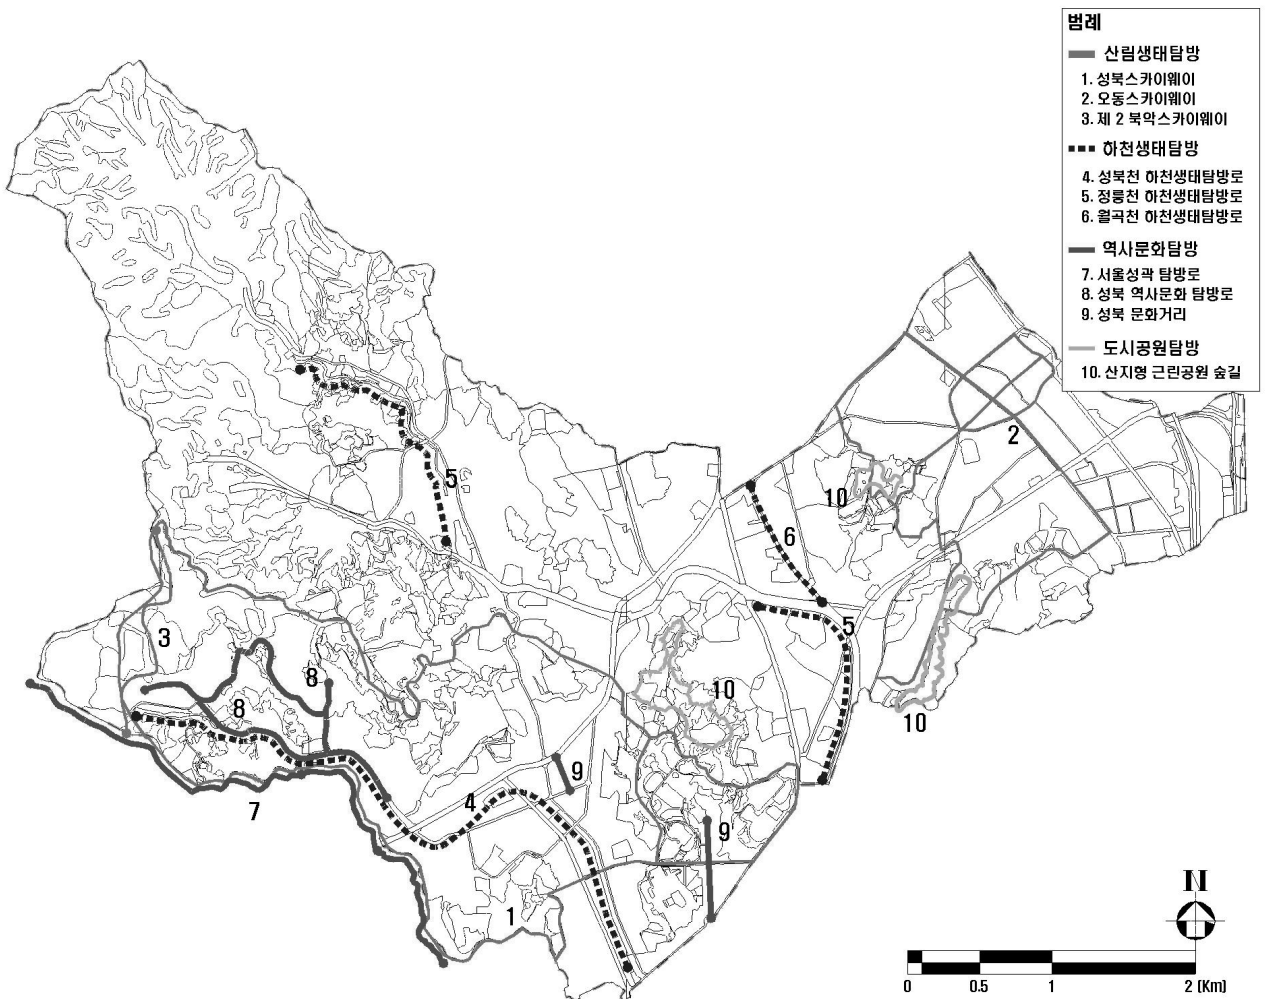 범례
산림생태탐방
1. 성북스카이웨이
2. 오동스카이웨이
3. 제 2 북악스카이웨이
하천생태탐방
4. 성북천 하천생태탐방로
5. 정릉천 하천생태탐방로
6. 월곡천 하천생태탐방로
역사문화탐방
7. 서울성곽 탐방로
8. 성북 역사문화 탐방로
9. 성북 문화거리
도시공원탐방
10. 산지형 근린공원 숲길
2
5
10
6
5
3
8
8
10
10
7
4
9
9
1
N
0 0.5 1 2 (Km)